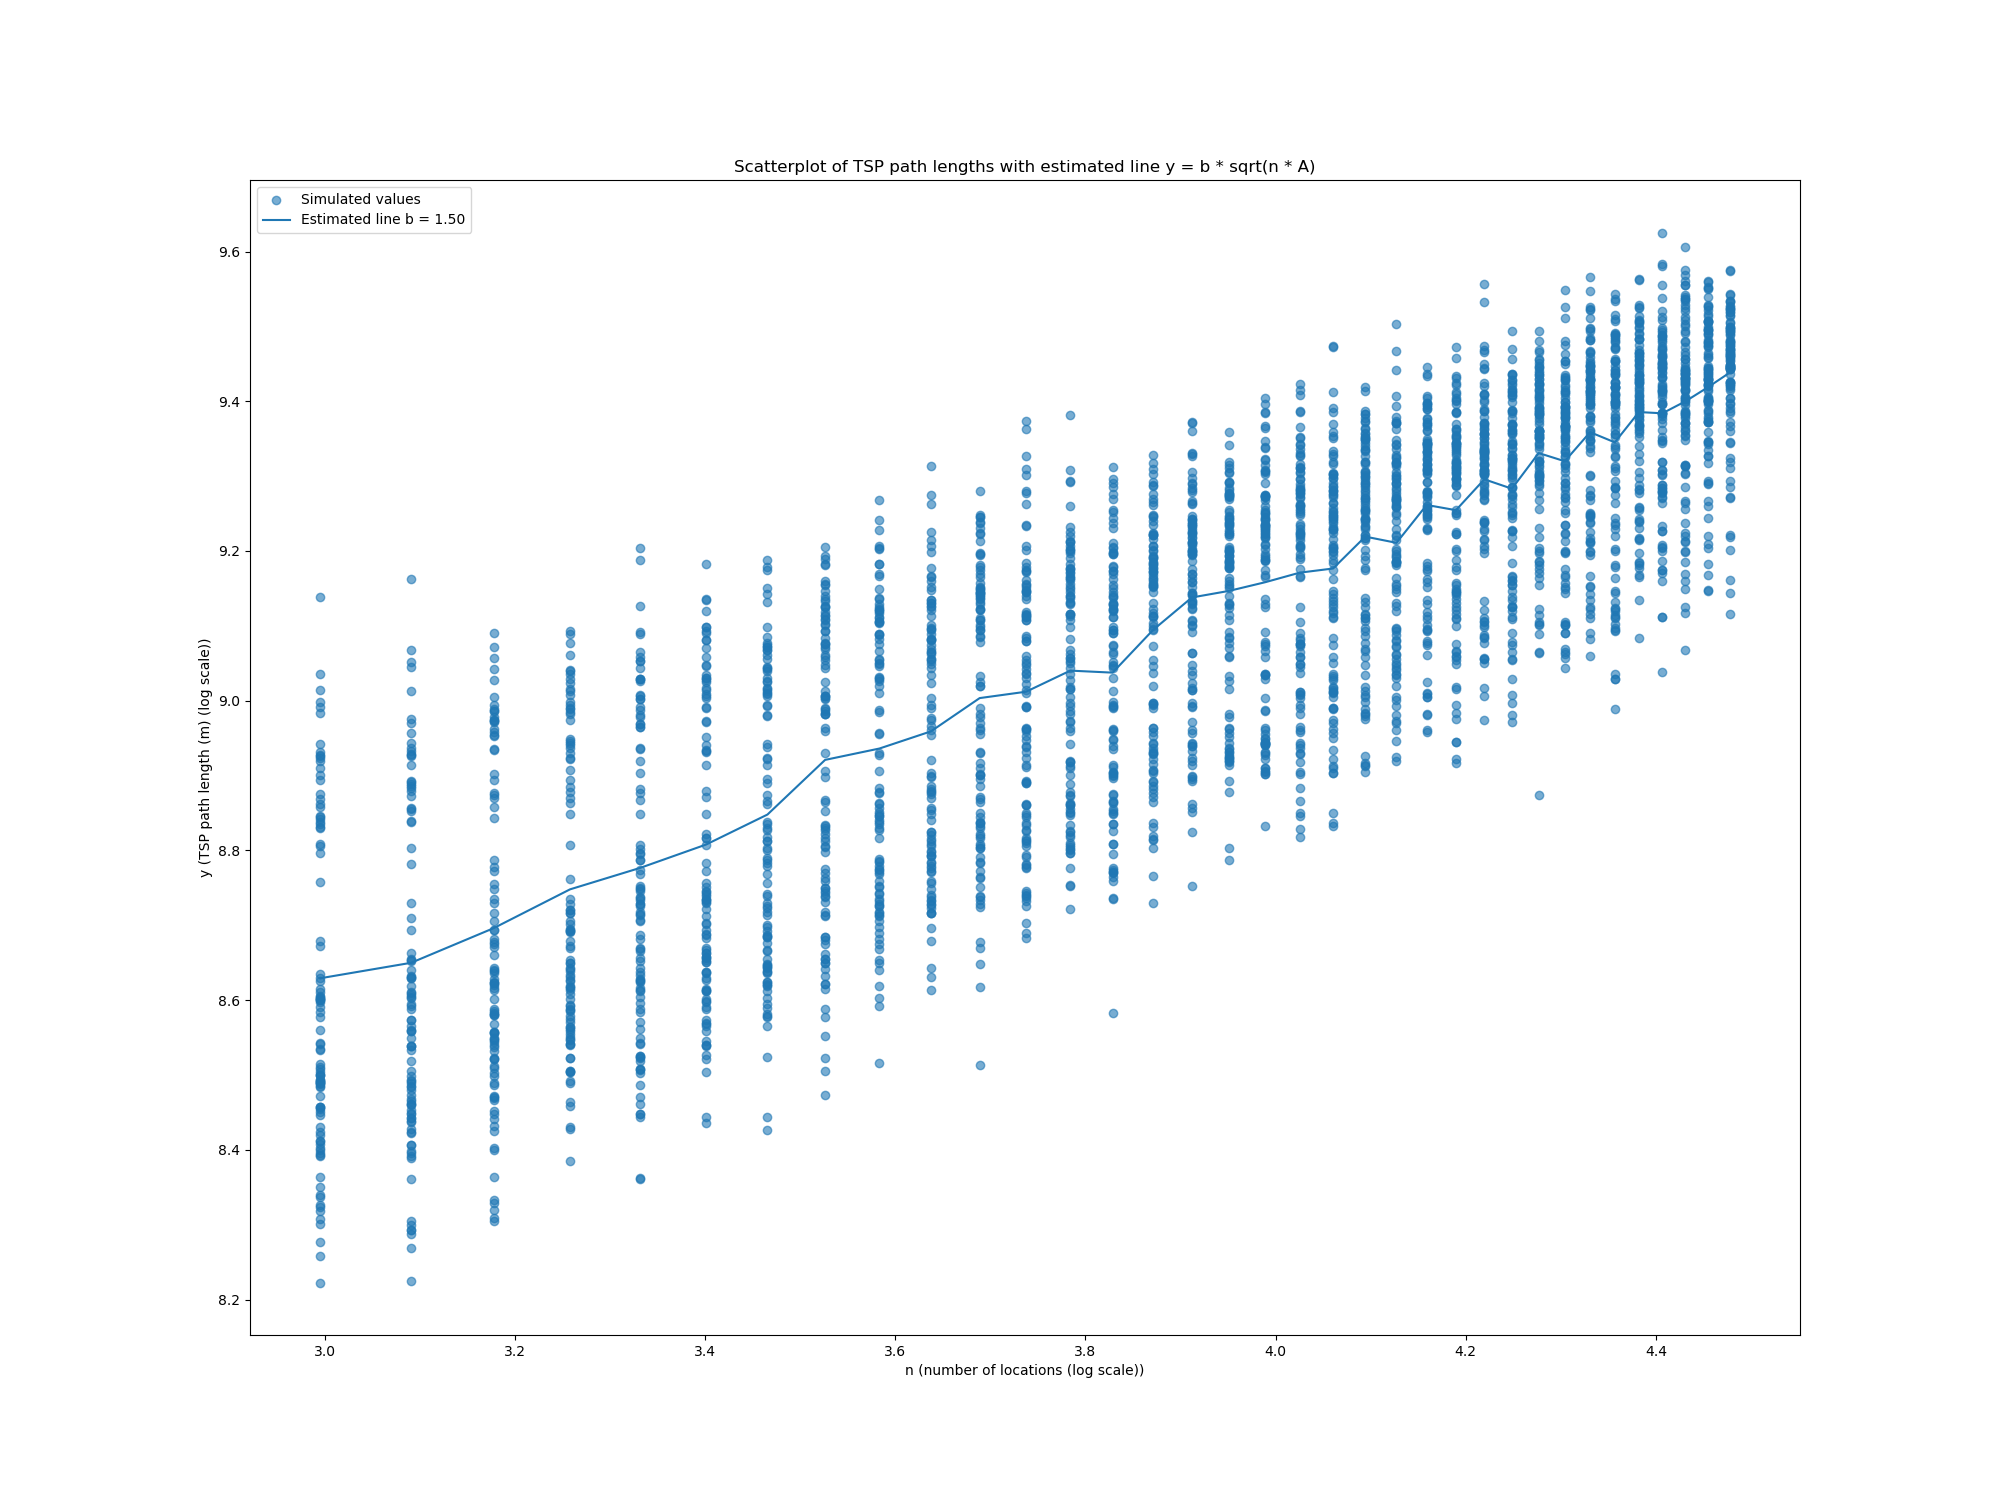 Scatterplot of TSP path lengths with estimated line y = b * sqrt(n * A)
Simulated values
Estimated line b = 1.50
9.6
9.4
9.2
9.0
8.8
8.6
8.4
8.2
y (TSP path length (m) (log scale))
3.0 3.2 3.4 3.6 3.8 4.0 4.2 4.4
n (number of locations (log scale))